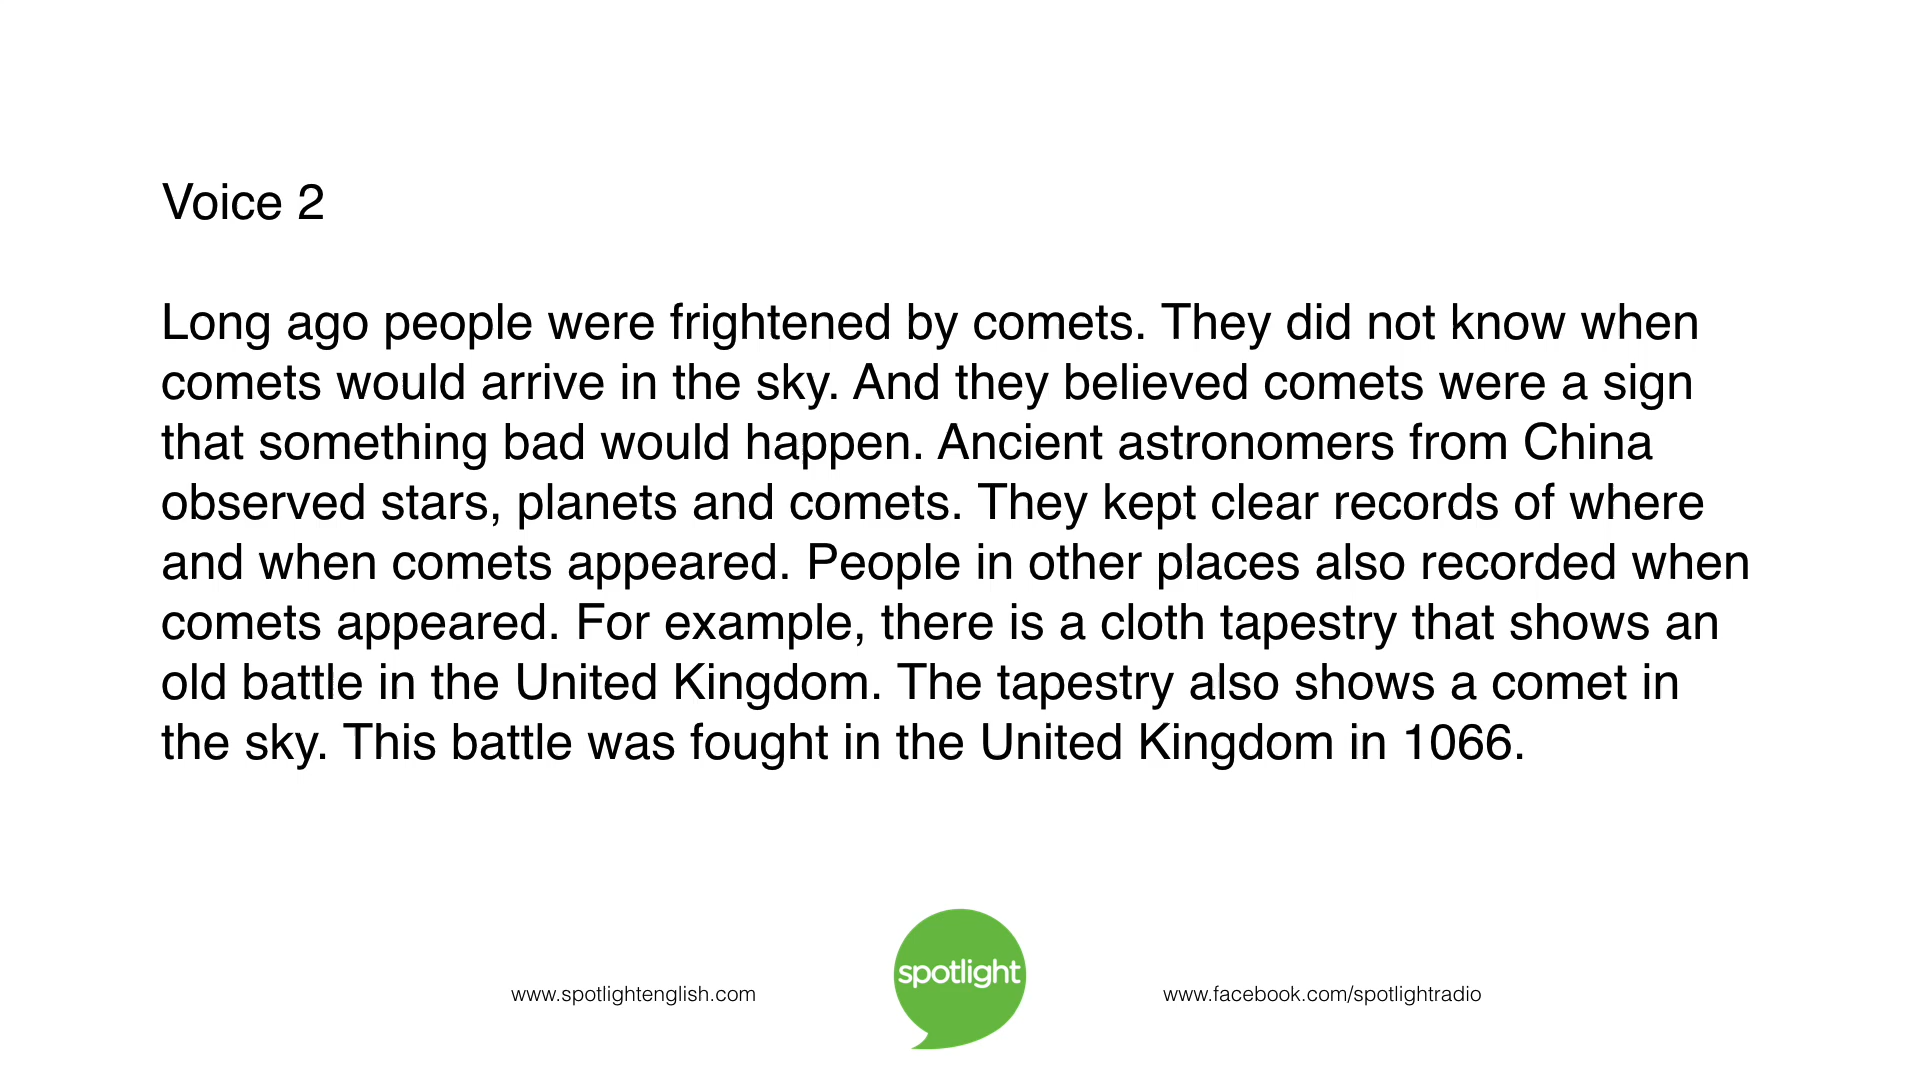 Voice 2
Long ago people were frightened by comets. They did not know when
comets would arrive in the sky. And they believed comets were a sign
that something bad would happen. Ancient astronomers from China
observed stars, planets and comets. They kept clear records of where
and when comets appeared. People in other places also recorded when
comets appeared. For example, there is a cloth tapestry that shows an
old battle in the United Kingdom. The tapestry also shows a comet in
the sky. This battle was fought in the United Kingdom in 1066.
spotlight
www.spotlightenglish.com
www.facebook.com/spotlightradio